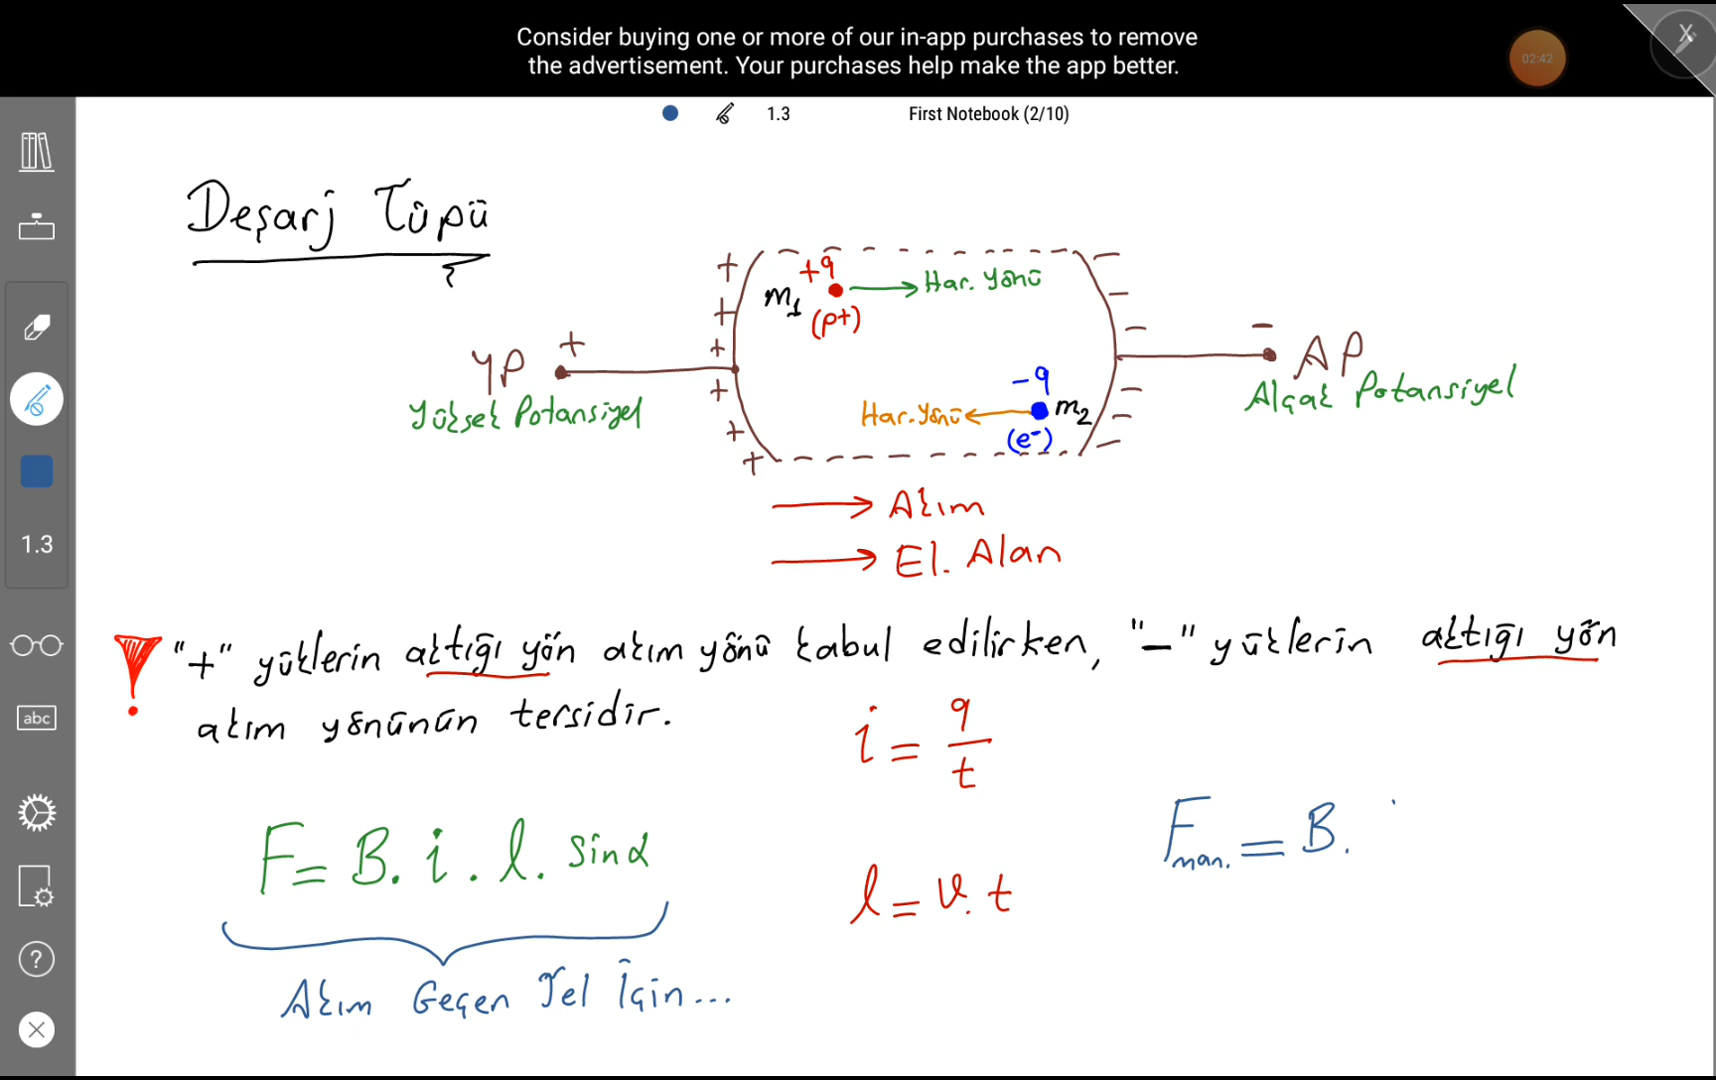 Consider buying one or more of our in-app purchases to remove
the advertisement. Your purchases help make the app better.
02:42
X
1.3
First Notebook (2/10)
Deşarj Tüpü
+ + + + + +
- - - - - -
+q
m1
(p+)
Har. Yönü
YP
+
Yüksek Potansiyel
-
AP
Alçak Potansiyel
-q
Har. Yönü
m2
(e-)
Akım
El. Alan
1.3
! "+" yüklerin aktığı yön akım yönü kabul edilirken, "-" yüklerin aktığı yön
akım yönünün tersidir.
i = q/t
abc
F = B. i. l. Sinα
Fman. = B.
l = v. t
?
Akım Geçen Tel İçin...